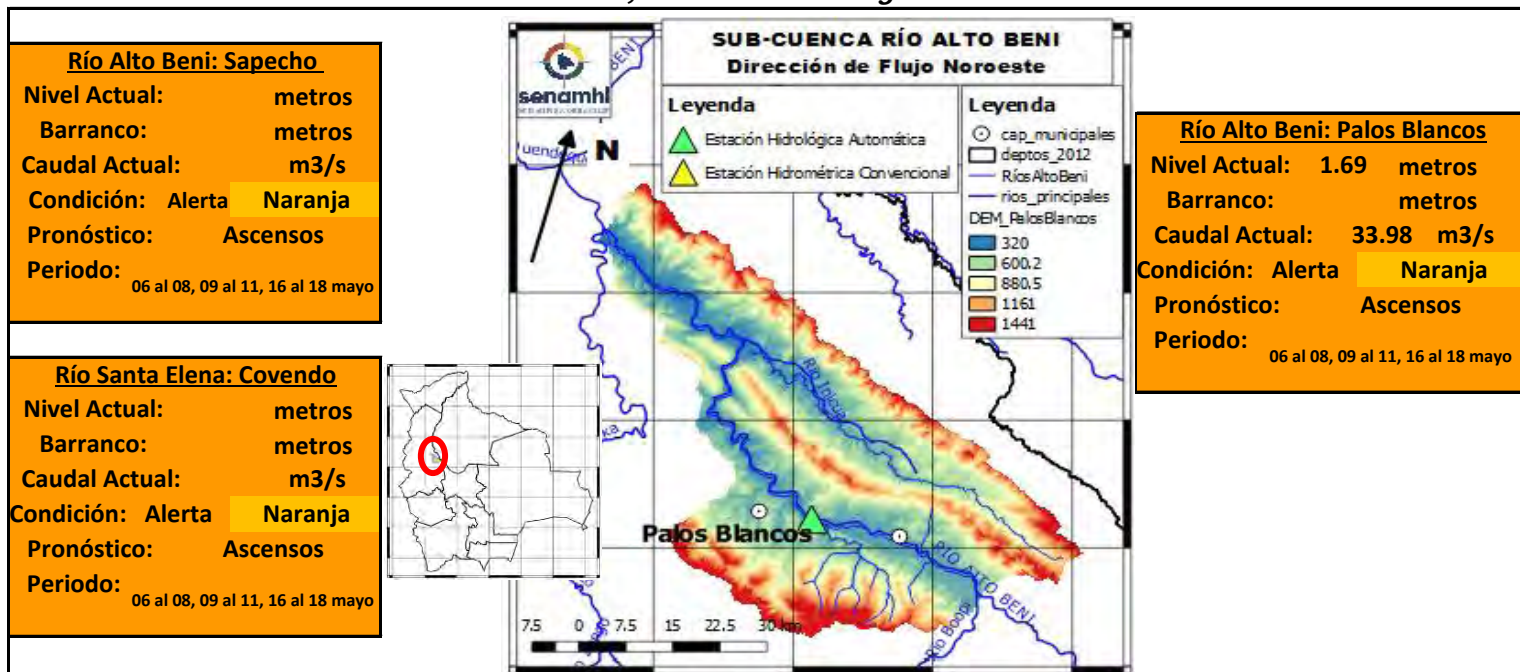 Río Alto Beni: Sapecho
Nivel Actual: metros
Barranco: metros
Caudal Actual: m3/s
Condición: Alerta Naranja
Pronóstico: Ascensos
Periodo:
06 al 08, 09 al 11, 16 al 18 mayo
Río Santa Elena: Covendo
Nivel Actual: metros
Barranco: metros
Caudal Actual: m3/s
Condición: Alerta Naranja
Pronóstico: Ascensos
Periodo:
06 al 08, 09 al 11, 16 al 18 mayo
senamhi
BENI
SUB-CUENCA RÍO ALTO BENI
Dirección de Flujo Noroeste
Leyenda
Estación Hidrológica Automática
Estación Hidrométrica Convencional
Leyenda
cap_municipales
deptos_2012
RíosAltoBeni
rios_principales
DEM_PalosBlancos
320
600.2
880.5
1161
1441
N
Río Inicua
Palos Blancos
RIO ALTO BENI
Río Boopi
7.5 0 7.5 15 22.5 30 km
Río Alto Beni: Palos Blancos
Nivel Actual: 1.69 metros
Barranco: metros
Caudal Actual: 33.98 m3/s
Condición: Alerta Naranja
Pronóstico: Ascensos
Periodo:
06 al 08, 09 al 11, 16 al 18 mayo